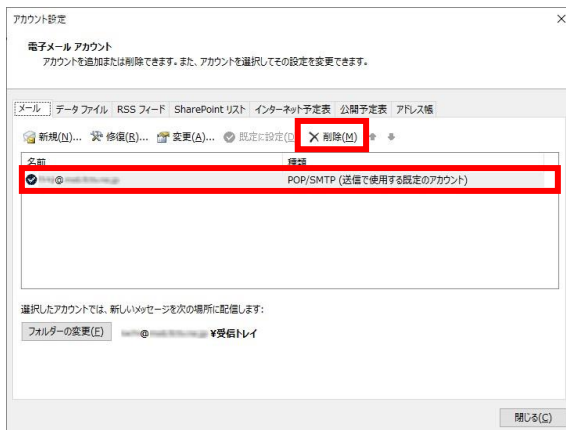 アカウント設定
電子メール アカウント
アカウントを追加または削除できます。また、アカウントを選択してその設定を変更できます。
メール データ ファイル RSS フィード SharePoint リスト インターネット予定表 公開予定表 アドレス帳
新規(N)... 修復(R)... 変更(A)... 既定に設定(D) 削除(M)
名前 種類
@ POP/SMTP (送信で使用する既定のアカウント)
選択したアカウントでは、新しいメッセージを次の場所に配信します:
フォルダーの変更(F) @ ¥受信トレイ
閉じる(C)